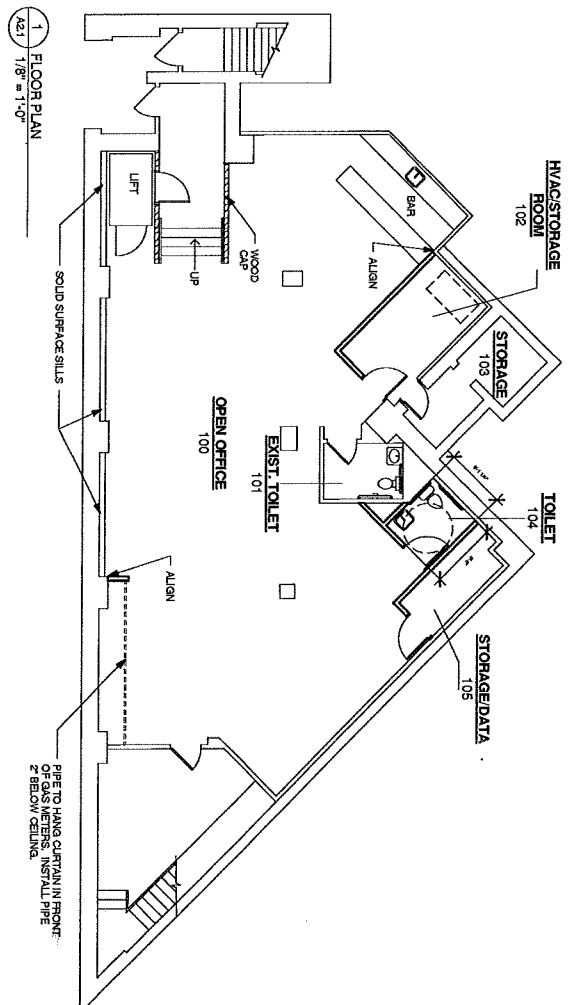 HVAC/STORAGE
ROOM
102
STORAGE
103
TOILET
104
STORAGE/DATA
105
BAR
ALIGN
WOOD
CAP
UP
LIFT
EXIST. TOILET
101
OPEN OFFICE
100
ALIGN
SOLID SURFACE SILLS
PIPE TO HANG CURTAIN IN FRONT
OF GAS METERS. INSTALL PIPE
2" BELOW CEILING.
1
A2.1
FLOOR PLAN
1/8" = 1'-0"